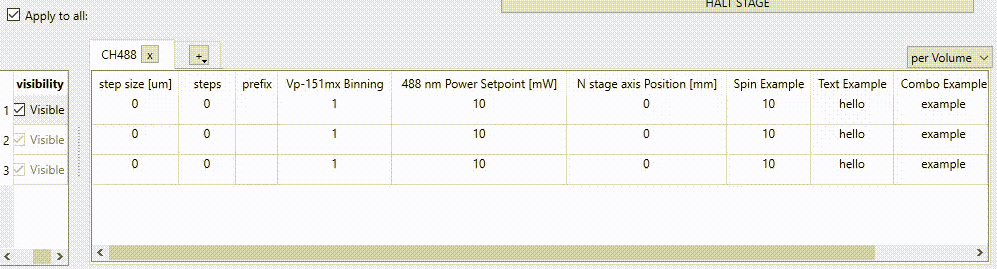 HALT STAGE
Apply to all:
CH488 x +
per Volume
visibility
step size [um] steps prefix Vp-151mx Binning 488 nm Power Setpoint [mW] N stage axis Position [mm] Spin Example Text Example Combo Example
1 Visible 0 0 1 10 0 10 hello example
2 Visible 0 0 1 10 0 10 hello example
3 Visible 0 0 1 10 0 10 hello example